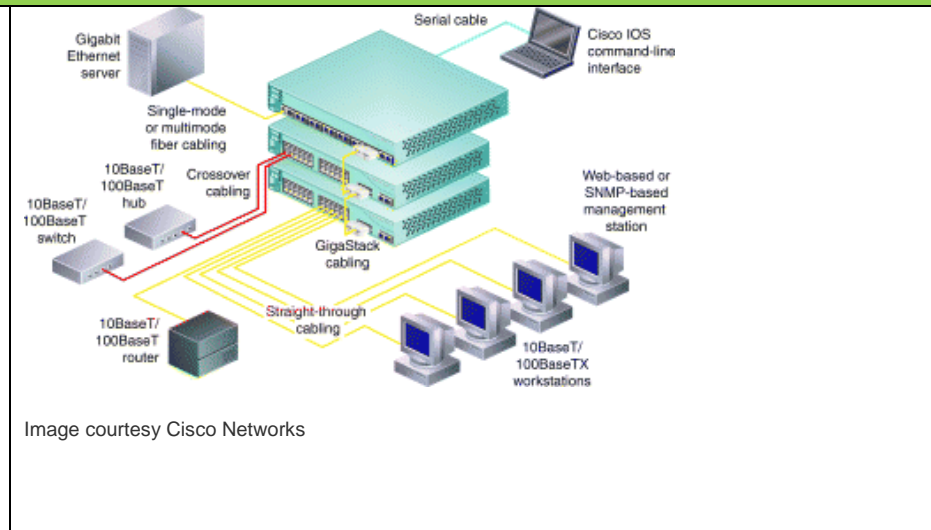 Serial cable
Gigabit
Ethernet
server
Cisco IOS
command-line
interface
Single-mode
or multimode
fiber cabling
10BaseT/
100BaseT
hub
Crossover
cabling
10BaseT/
100BaseT
switch
Web-based or
SNMP-based
management
station
GigaStack
cabling
Straight-through
cabling
10BaseT/
100BaseT
router
10BaseT/
100BaseTX
workstations
Image courtesy Cisco Networks